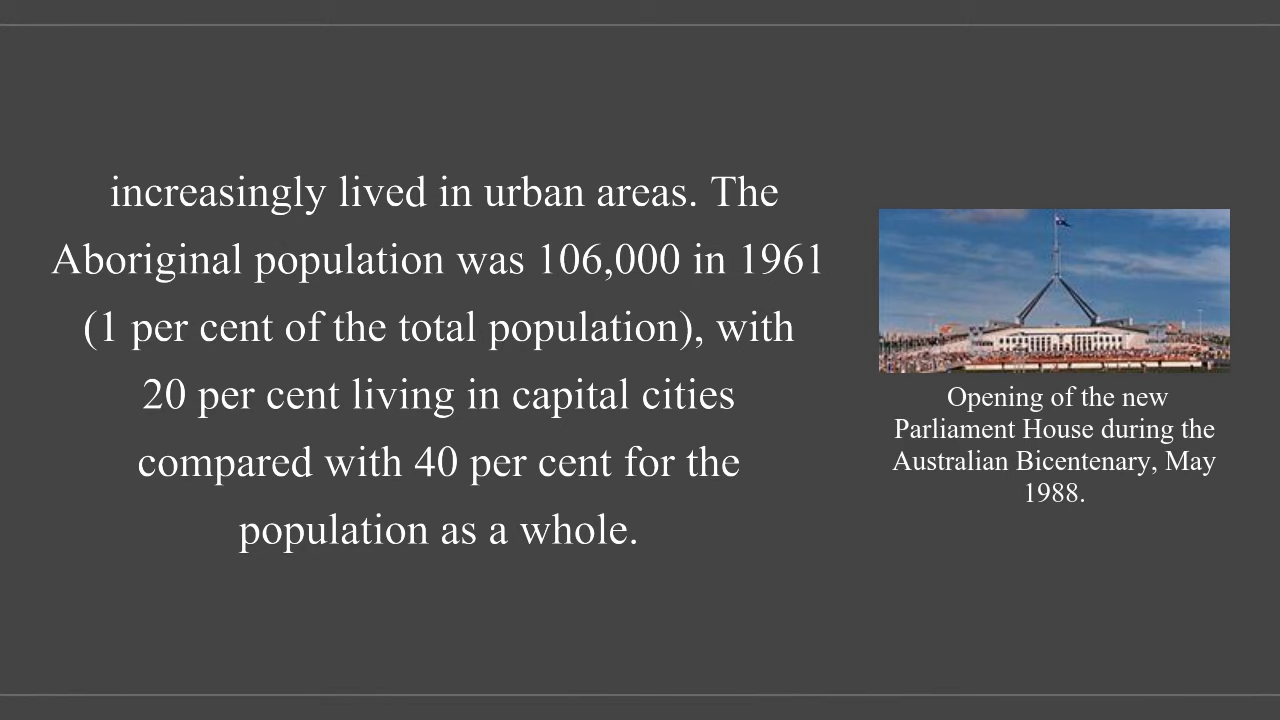 increasingly lived in urban areas. The
Aboriginal population was 106,000 in 1961
(1 per cent of the total population), with
20 per cent living in capital cities
compared with 40 per cent for the
population as a whole.
Opening of the new
Parliament House during the
Australian Bicentenary, May
1988.